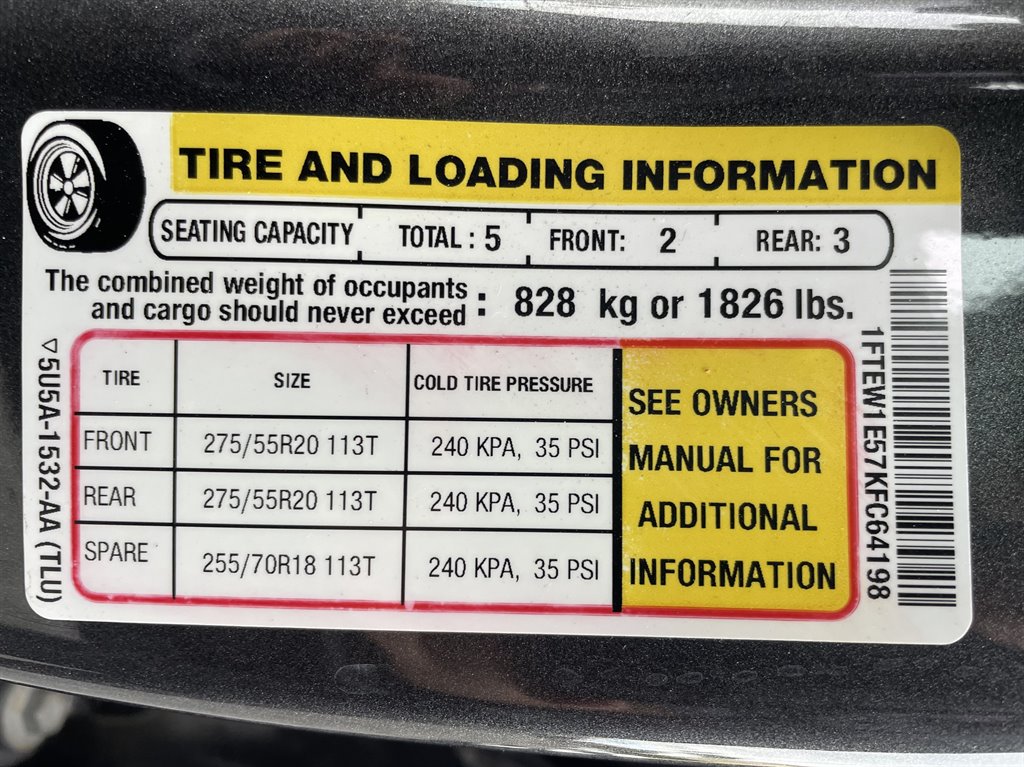 TIRE AND LOADING INFORMATION
SEATING CAPACITY TOTAL : 5 FRONT: 2 REAR: 3
The combined weight of occupants
and cargo should never exceed : 828 kg or 1826 lbs.
TIRE SIZE COLD TIRE PRESSURE
FRONT 275/55R20 113T 240 KPA, 35 PSI
REAR 275/55R20 113T 240 KPA, 35 PSI
SPARE 255/70R18 113T 240 KPA, 35 PSI
SEE OWNERS
MANUAL FOR
ADDITIONAL
INFORMATION
▽5U5A-1532-AA (TLU)
1FTEW1E57KFC64198